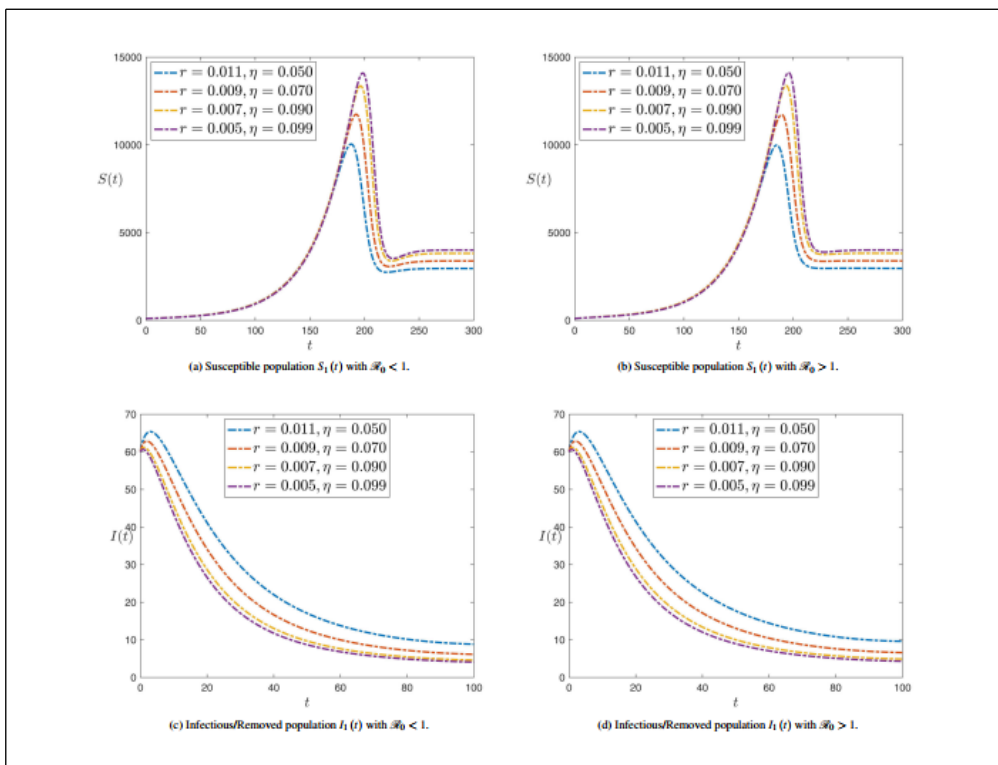 15000
10000
5000
0
S(t)
r = 0.011, η = 0.050
r = 0.009, η = 0.070
r = 0.007, η = 0.090
r = 0.005, η = 0.099
0 50 100 150 200 250 300
t
(a) Susceptible population S₁(t) with ℛ₀ < 1.
15000
10000
5000
0
S(t)
r = 0.011, η = 0.050
r = 0.009, η = 0.070
r = 0.007, η = 0.090
r = 0.005, η = 0.099
0 50 100 150 200 250 300
t
(b) Susceptible population S₁(t) with ℛ₀ > 1.
70
60
50
40
30
20
10
0
I(t)
r = 0.011, η = 0.050
r = 0.009, η = 0.070
r = 0.007, η = 0.090
r = 0.005, η = 0.099
0 20 40 60 80 100
t
(c) Infectious/Removed population I₁(t) with ℛ₀ < 1.
70
60
50
40
30
20
10
0
I(t)
r = 0.011, η = 0.050
r = 0.009, η = 0.070
r = 0.007, η = 0.090
r = 0.005, η = 0.099
0 20 40 60 80 100
t
(d) Infectious/Removed population I₁(t) with ℛ₀ > 1.